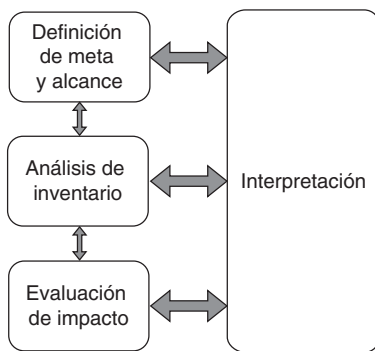 Definición
de meta
y alcance
Análisis de
inventario
Interpretación
Evaluación
de impacto